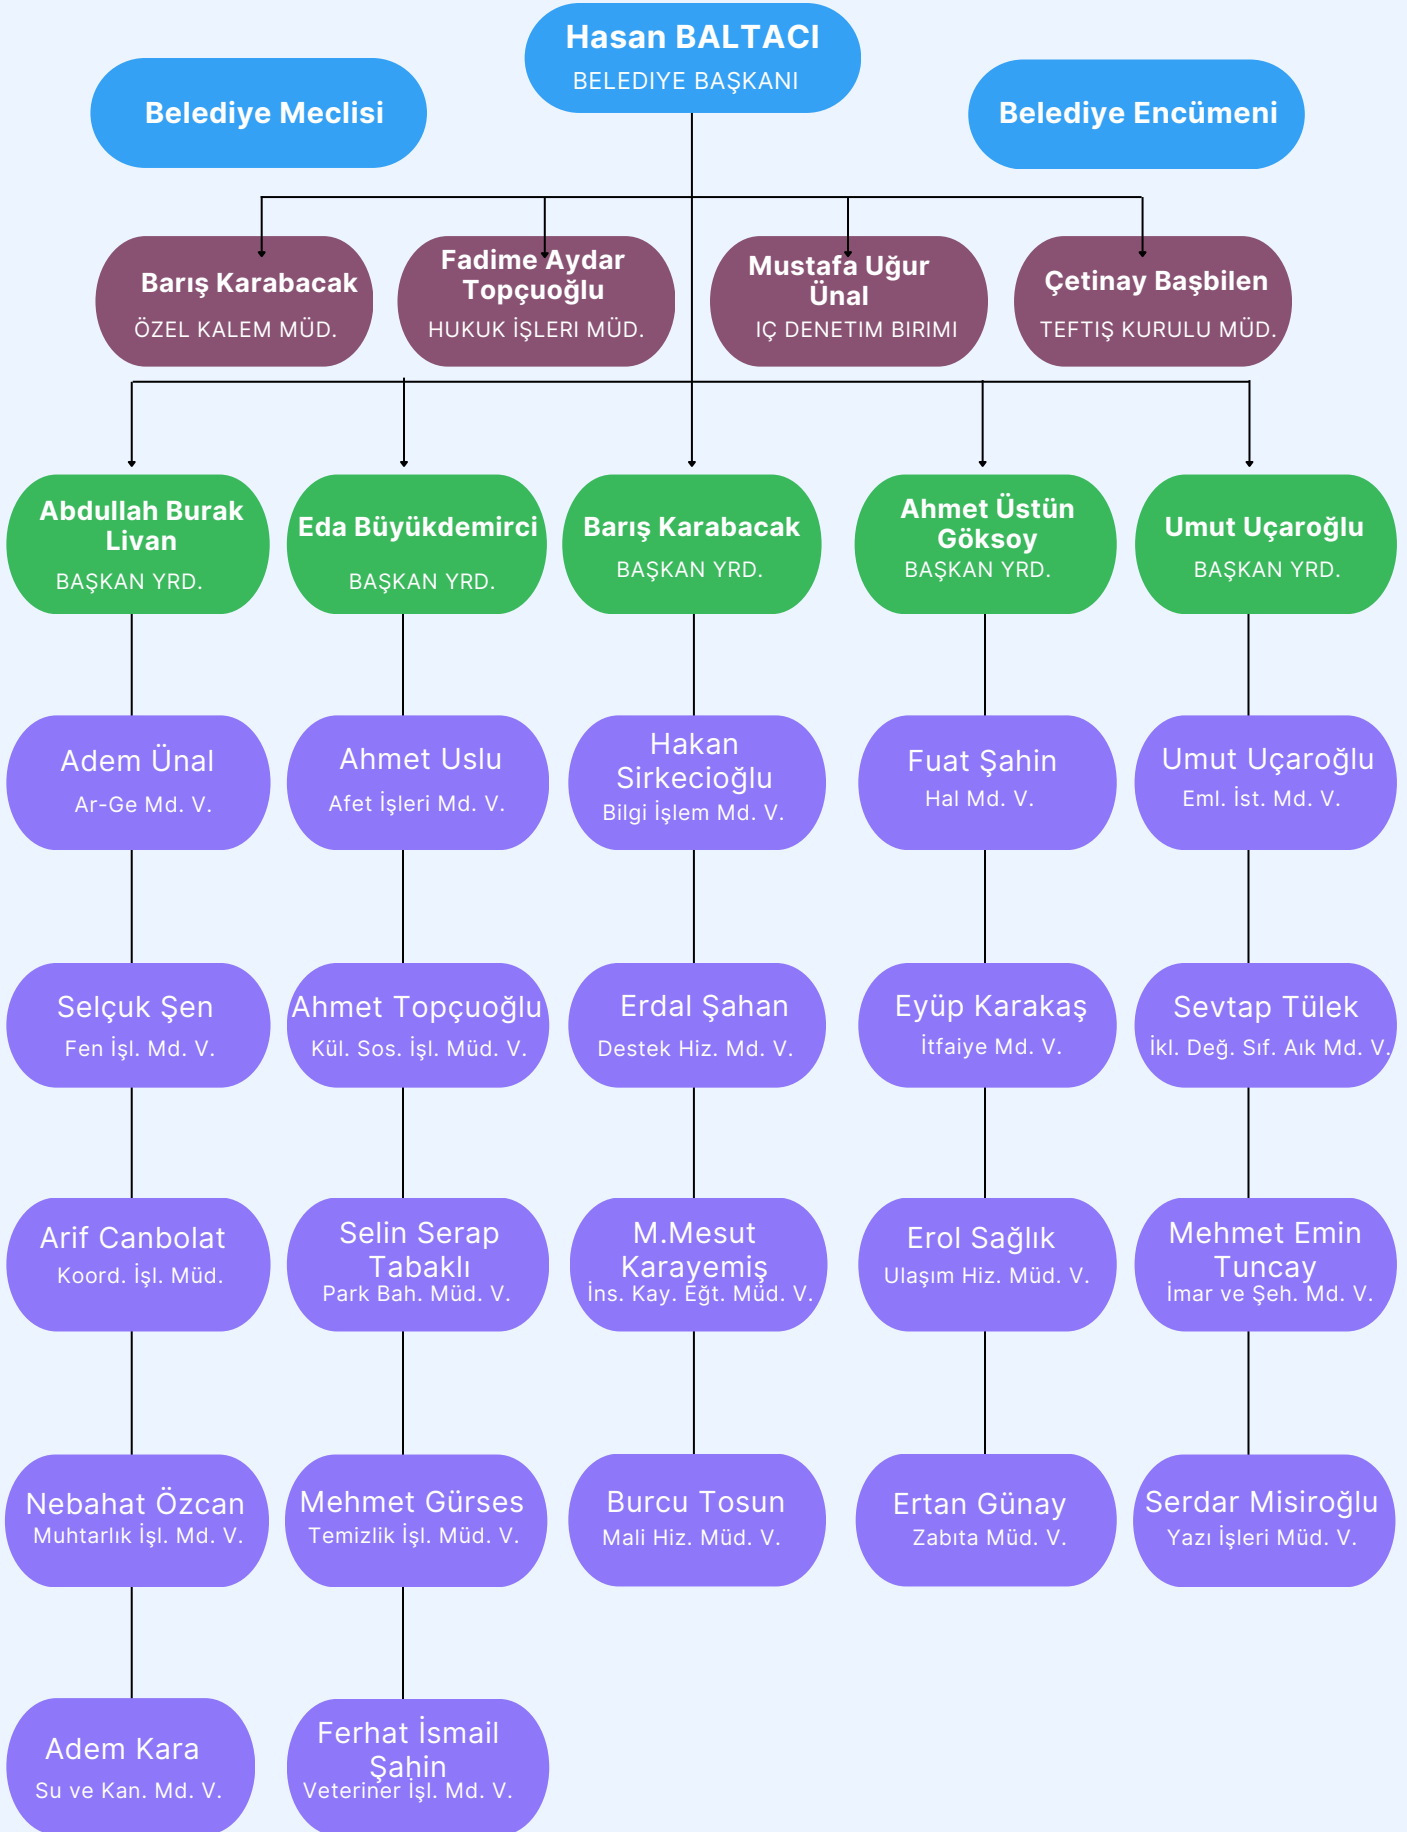 Hasan BALTACI
BELEDIYE BAŞKANI
Belediye Meclisi
Belediye Encümeni
Barış Karabacak
ÖZEL KALEM MÜD.
Fadime Aydar
Topçuoğlu
HUKUK İŞLERI MÜD.
Mustafa Uğur
Ünal
IÇ DENETIM BIRIMI
Çetinay Başbilen
TEFTIŞ KURULU MÜD.
Abdullah Burak
Livan
BAŞKAN YRD.
Eda Büyükdemirci
BAŞKAN YRD.
Barış Karabacak
BAŞKAN YRD.
Ahmet Üstün
Göksoy
BAŞKAN YRD.
Umut Uçaroğlu
BAŞKAN YRD.
Adem Ünal
Ar-Ge Md. V.
Ahmet Uslu
Afet İşleri Md. V.
Hakan
Sirkecioğlu
Bilgi İşlem Md. V.
Fuat Şahin
Hal Md. V.
Umut Uçaroğlu
Eml. İst. Md. V.
Selçuk Şen
Fen İşl. Md. V.
Ahmet Topçuoğlu
Kül. Sos. İşl. Müd. V.
Erdal Şahan
Destek Hiz. Md. V.
Eyüp Karakaş
İtfaiye Md. V.
Sevtap Tülek
İkl. Değ. Sıf. Aık Md. V.
Arif Canbolat
Koord. İşl. Müd.
Selin Serap
Tabaklı
Park Bah. Müd. V.
M.Mesut
Karayemiş
İns. Kay. Eğt. Müd. V.
Erol Sağlık
Ulaşım Hiz. Müd. V.
Mehmet Emin
Tuncay
İmar ve Şeh. Md. V.
Nebahat Özcan
Muhtarlık İşl. Md. V.
Mehmet Gürses
Temizlik İşl. Müd. V.
Burcu Tosun
Mali Hiz. Müd. V.
Ertan Günay
Zabıta Müd. V.
Serdar Misiroğlu
Yazı İşleri Müd. V.
Adem Kara
Su ve Kan. Md. V.
Ferhat İsmail
Şahin
Veteriner İşl. Md. V.